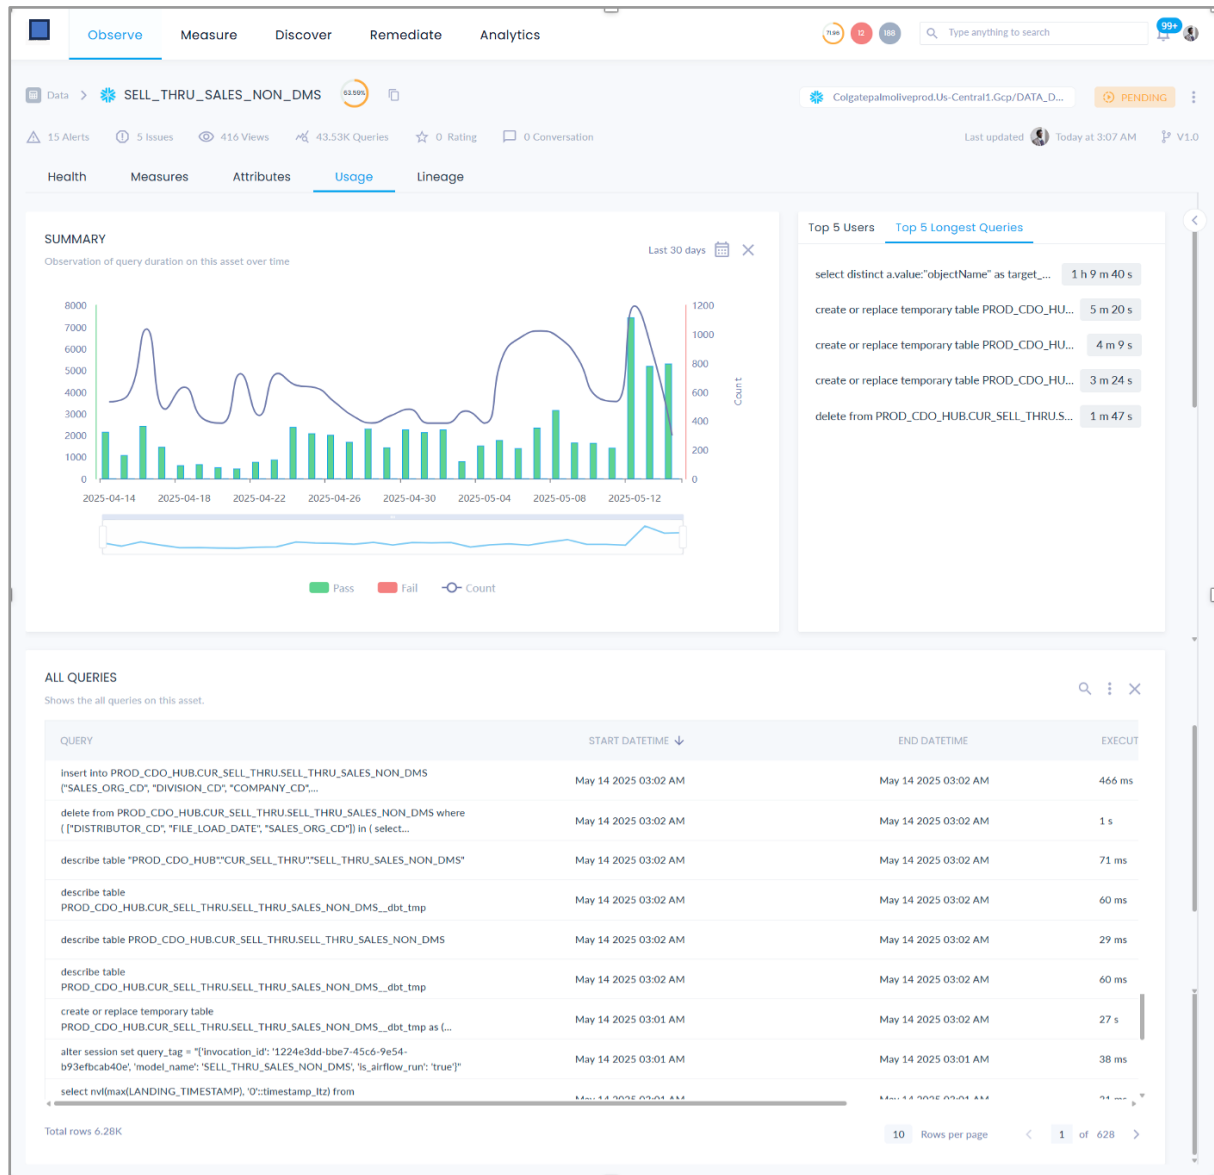 Observe Measure Discover Remediate Analytics
71.96 12 188 Type anything to search 99+
Data > SELL_THRU_SALES_NON_DMS 63.59% Colgatepalmoliveprod.Us-Central1.Gcp/DATA_D... PENDING
15 Alerts 5 Issues 416 Views 43.53K Queries 0 Rating 0 Conversation Last updated Today at 3:07 AM V1.0
Health Measures Attributes Usage Lineage
SUMMARY
Observation of query duration on this asset over time
Last 30 days
8000
7000
6000
5000
4000
3000
2000
1000
0
1200
1000
800
600
400
200
0
Count
2025-04-14 2025-04-18 2025-04-22 2025-04-26 2025-04-30 2025-05-04 2025-05-08 2025-05-12
Pass Fail Count
Top 5 Users Top 5 Longest Queries
select distinct a.value:"objectName" as target_... 1 h 9 m 40 s
create or replace temporary table PROD_CDO_HU... 5 m 20 s
create or replace temporary table PROD_CDO_HU... 4 m 9 s
create or replace temporary table PROD_CDO_HU... 3 m 24 s
delete from PROD_CDO_HUB.CUR_SELL_THRU.S... 1 m 47 s
ALL QUERIES
Shows the all queries on this asset.
QUERY START DATETIME END DATETIME EXECUT
insert into PROD_CDO_HUB.CUR_SELL_THRU.SELL_THRU_SALES_NON_DMS
("SALES_ORG_CD", "DIVISION_CD", "COMPANY_CD",... May 14 2025 03:02 AM May 14 2025 03:02 AM 466 ms
delete from PROD_CDO_HUB.CUR_SELL_THRU.SELL_THRU_SALES_NON_DMS where
( ["DISTRIBUTOR_CD", "FILE_LOAD_DATE", "SALES_ORG_CD"]) in ( select... May 14 2025 03:02 AM May 14 2025 03:02 AM 1 s
describe table "PROD_CDO_HUB"."CUR_SELL_THRU"."SELL_THRU_SALES_NON_DMS" May 14 2025 03:02 AM May 14 2025 03:02 AM 71 ms
describe table
PROD_CDO_HUB.CUR_SELL_THRU.SELL_THRU_SALES_NON_DMS__dbt_tmp May 14 2025 03:02 AM May 14 2025 03:02 AM 60 ms
describe table PROD_CDO_HUB.CUR_SELL_THRU.SELL_THRU_SALES_NON_DMS May 14 2025 03:02 AM May 14 2025 03:02 AM 29 ms
describe table
PROD_CDO_HUB.CUR_SELL_THRU.SELL_THRU_SALES_NON_DMS__dbt_tmp May 14 2025 03:02 AM May 14 2025 03:02 AM 60 ms
create or replace temporary table
PROD_CDO_HUB.CUR_SELL_THRU.SELL_THRU_SALES_NON_DMS__dbt_tmp as (... May 14 2025 03:01 AM May 14 2025 03:02 AM 27 s
alter session set query_tag = "{'invocation_id': '1224e3dd-bbe7-45c6-9e54-
b93efbcab40e', 'model_name': 'SELL_THRU_SALES_NON_DMS', 'is_airflow_run': 'true'}" May 14 2025 03:01 AM May 14 2025 03:01 AM 38 ms
select nvl(max(LANDING_TIMESTAMP), '0'::timestamp_ltz) from May 14 2025 03:01 AM May 14 2025 03:01 AM 21 ms
Total rows 6.28K 10 Rows per page 1 of 628